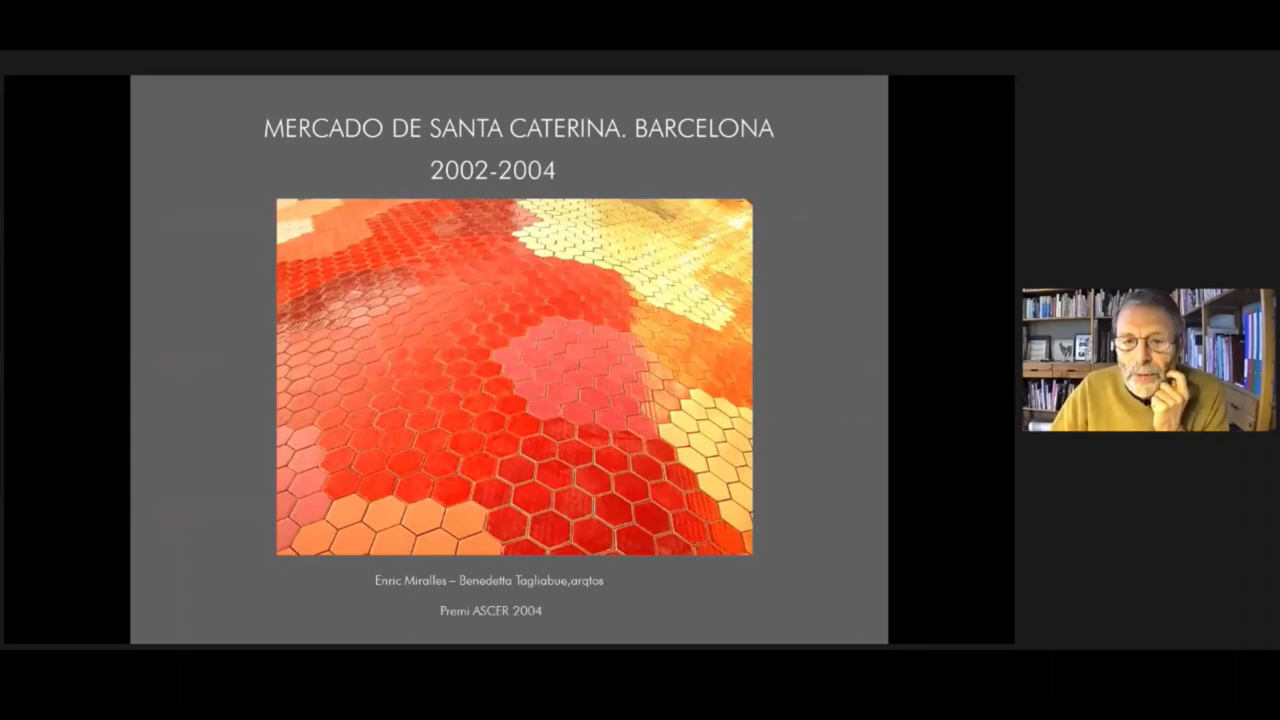 MERCADO DE SANTA CATERINA. BARCELONA
2002-2004
Enric Miralles – Benedetta Tagliabue,arqtos
Premi ASCER 2004